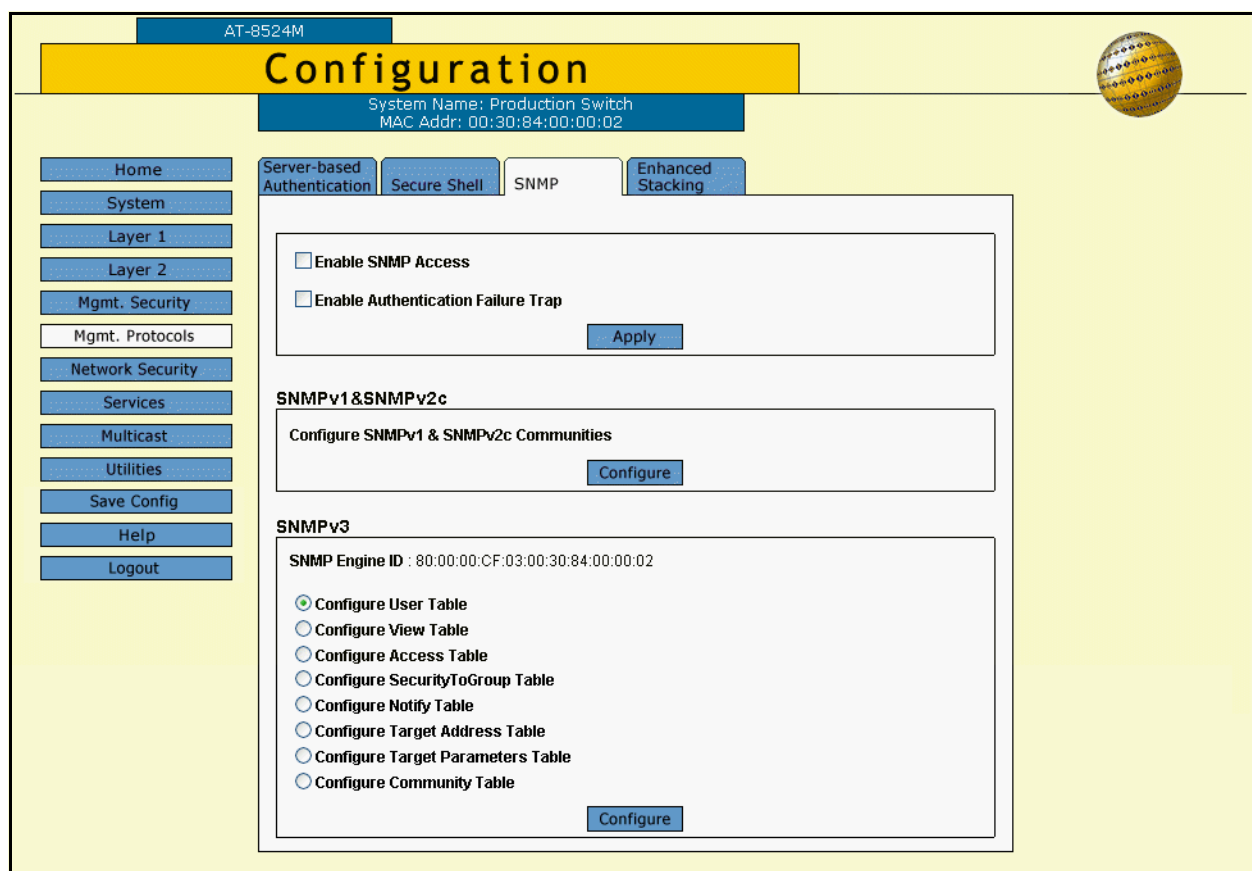 AT-8524M
Configuration
System Name: Production Switch
MAC Addr: 00:30:84:00:00:02
Home
System
Layer 1
Layer 2
Mgmt. Security
Mgmt. Protocols
Network Security
Services
Multicast
Utilities
Save Config
Help
Logout
Server-based
Authentication
Secure Shell
SNMP
Enhanced
Stacking
Enable SNMP Access
Enable Authentication Failure Trap
Apply
SNMPv1&SNMPv2c
Configure SNMPv1 & SNMPv2c Communities
Configure
SNMPv3
SNMP Engine ID : 80:00:00:CF:03:00:30:84:00:00:02
Configure User Table
Configure View Table
Configure Access Table
Configure SecurityToGroup Table
Configure Notify Table
Configure Target Address Table
Configure Target Parameters Table
Configure Community Table
Configure